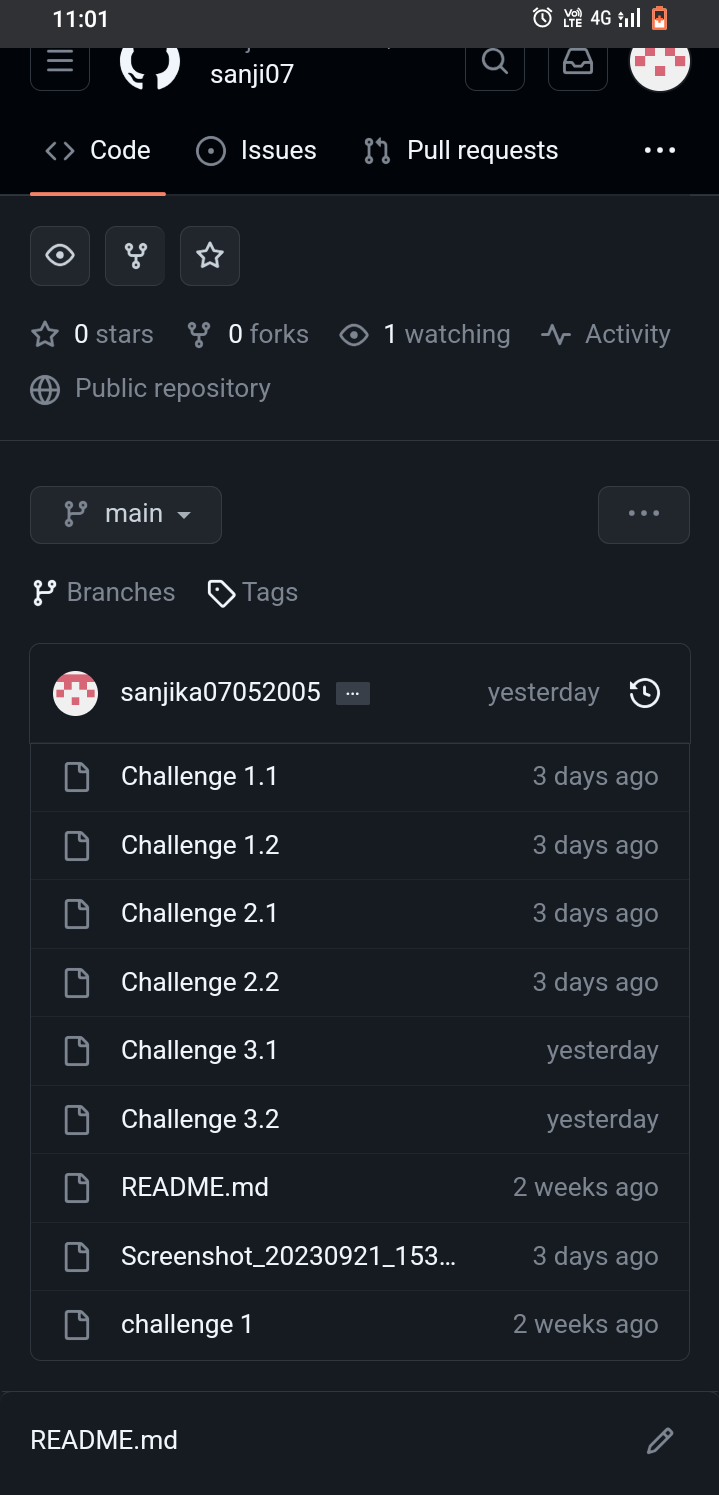 11:01
Vo) LTE 4G
sanji07
Code Issues Pull requests
0 stars 0 forks 1 watching Activity
Public repository
main
Branches Tags
sanjika07052005 yesterday
Challenge 1.1 3 days ago
Challenge 1.2 3 days ago
Challenge 2.1 3 days ago
Challenge 2.2 3 days ago
Challenge 3.1 yesterday
Challenge 3.2 yesterday
README.md 2 weeks ago
Screenshot_20230921_153... 3 days ago
challenge 1 2 weeks ago
README.md